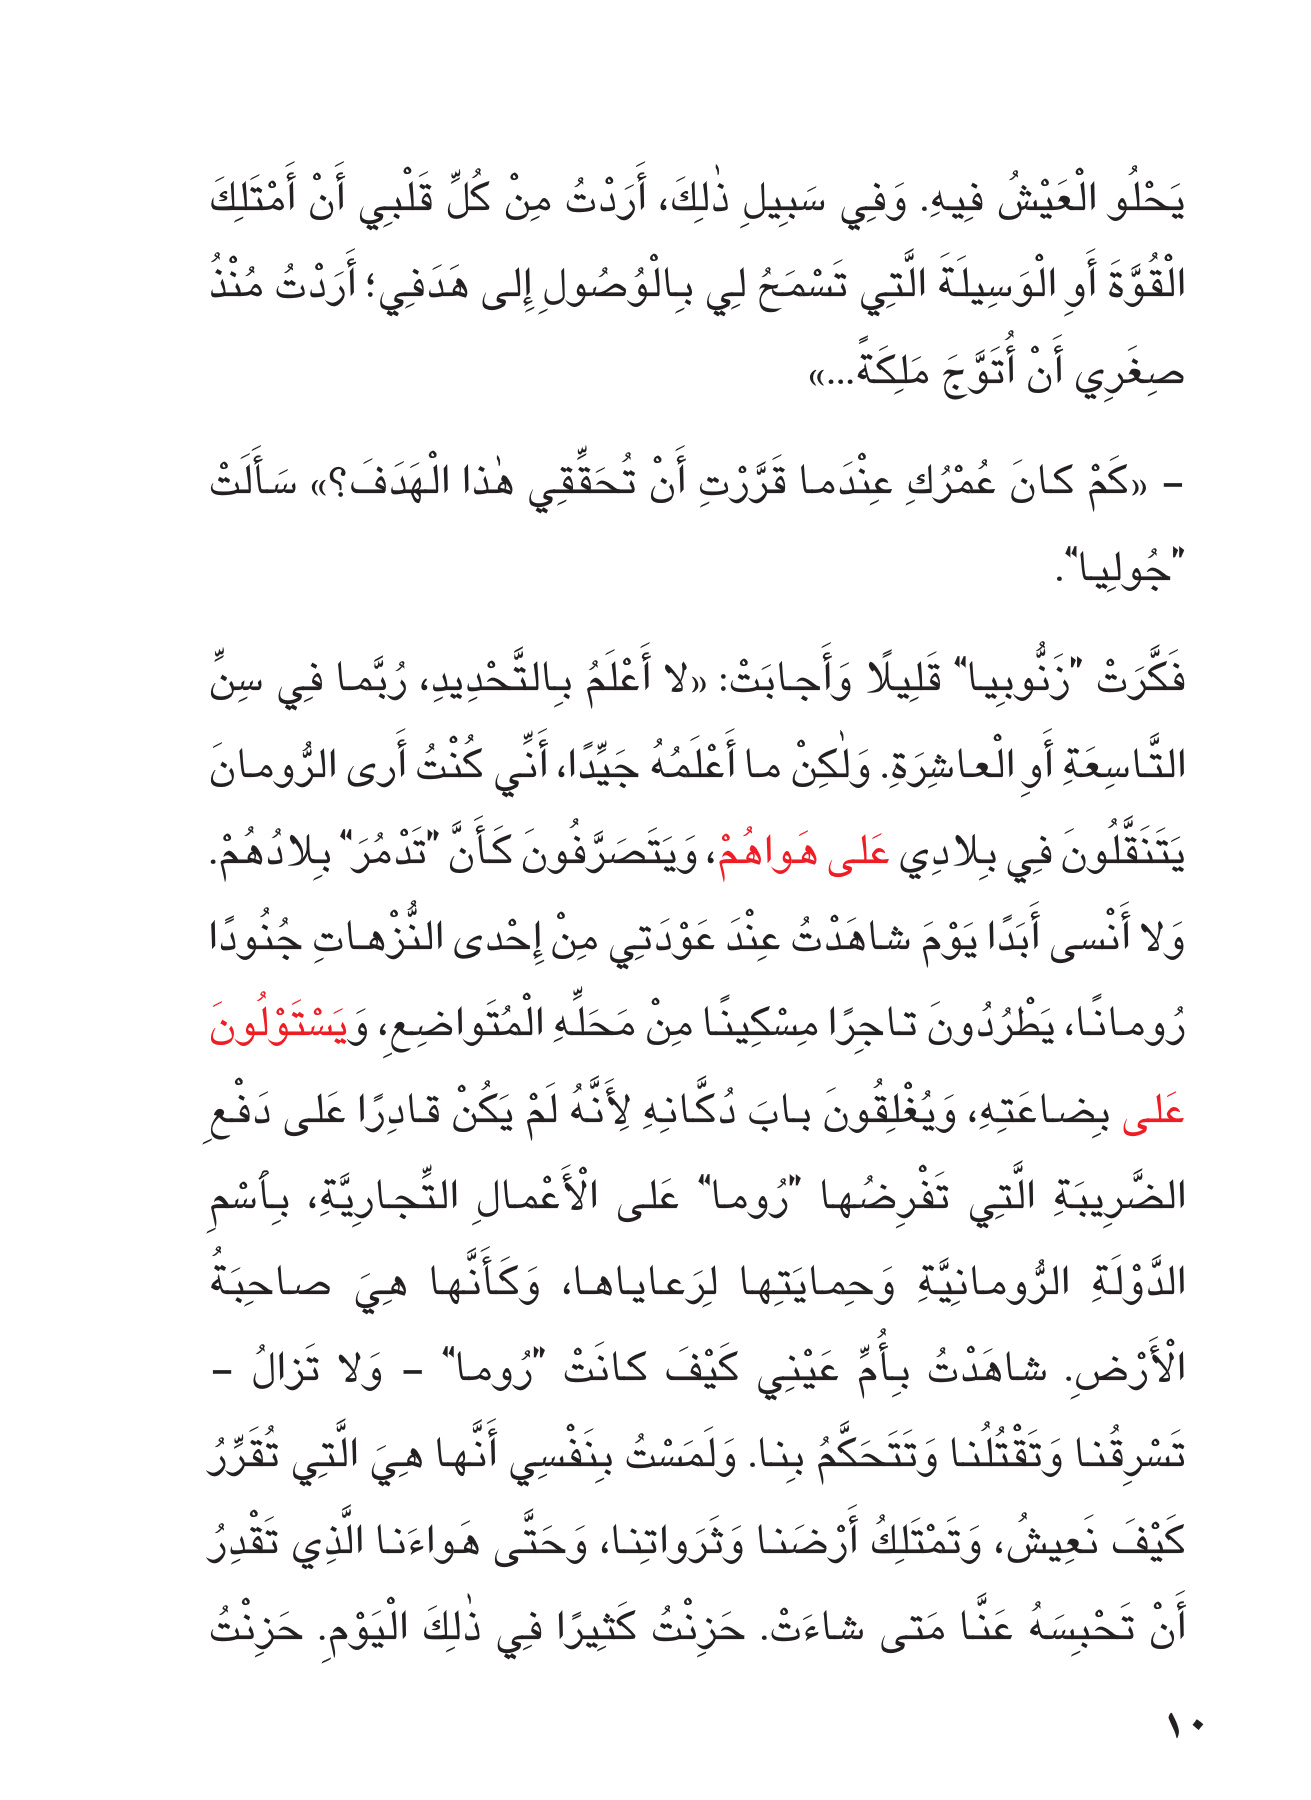 يَحْلُو الْعَيْشُ فِيهِ. وَفِي سَبِيلِ ذٰلِكَ، أَرَدْتُ مِنْ كُلِّ قَلْبِي أَنْ أَمْتَلِكَ
الْقُوَّةَ أَوِ الْوَسِيلَةَ الَّتِي تَسْمَحُ لِي بِالْوُصُولِ إِلى هَدَفِي؛ أَرَدْتُ مُنْذُ
صِغَرِي أَنْ أُتَوَّجَ مَلِكَةً...»
– «كَمْ كانَ عُمْرُكِ عِنْدَما قَرَّرْتِ أَنْ تُحَقِّقِي هٰذا الْهَدَفَ؟» سَأَلَتْ
"جُولِيا".
فَكَّرَتْ "زَنُّوبِيا" قَلِيلًا وَأَجابَتْ: «لا أَعْلَمُ بِالتَّحْدِيدِ، رُبَّما فِي سِنِّ
التَّاسِعَةِ أَوِ الْعاشِرَةِ. وَلٰكِنْ ما أَعْلَمُهُ جَيِّدًا، أَنِّي كُنْتُ أَرى الرُّومانَ
يَتَنَقَّلُونَ فِي بِلادِي عَلى هَواهُمْ، وَيَتَصَرَّفُونَ كَأَنَّ "تَدْمُرَ" بِلادُهُمْ.
وَلا أَنْسى أَبَدًا يَوْمَ شاهَدْتُ عِنْدَ عَوْدَتِي مِنْ إِحْدى النُّزْهاتِ جُنُودًا
رُومانًا، يَطْرُدُونَ تاجِرًا مِسْكِينًا مِنْ مَحَلِّهِ الْمُتَواضِعِ، وَيَسْتَوْلُونَ
عَلى بِضاعَتِهِ، وَيُغْلِقُونَ بابَ دُكَّانِهِ لِأَنَّهُ لَمْ يَكُنْ قادِرًا عَلى دَفْعِ
الضَّرِيبَةِ الَّتِي تَفْرِضُها "رُوما" عَلى الْأَعْمالِ التِّجارِيَّةِ، بِٱسْمِ
الدَّوْلَةِ الرُّومانِيَّةِ وَحِمايَتِها لِرَعاياها، وَكَأَنَّها هِيَ صاحِبَةُ
الْأَرْضِ. شاهَدْتُ بِأُمِّ عَيْنِي كَيْفَ كانَتْ "رُوما" – وَلا تَزالُ –
تَسْرِقُنا وَتَقْتُلُنا وَتَتَحَكَّمُ بِنا. وَلَمَسْتُ بِنَفْسِي أَنَّها هِيَ الَّتِي تُقَرِّرُ
كَيْفَ نَعِيشُ، وَتَمْتَلِكُ أَرْضَنا وَثَرَواتِنا، وَحَتَّى هَواءَنا الَّذِي تَقْدِرُ
أَنْ تَحْبِسَهُ عَنَّا مَتى شاءَتْ. حَزِنْتُ كَثِيرًا فِي ذٰلِكَ الْيَوْمِ. حَزِنْتُ
١٠